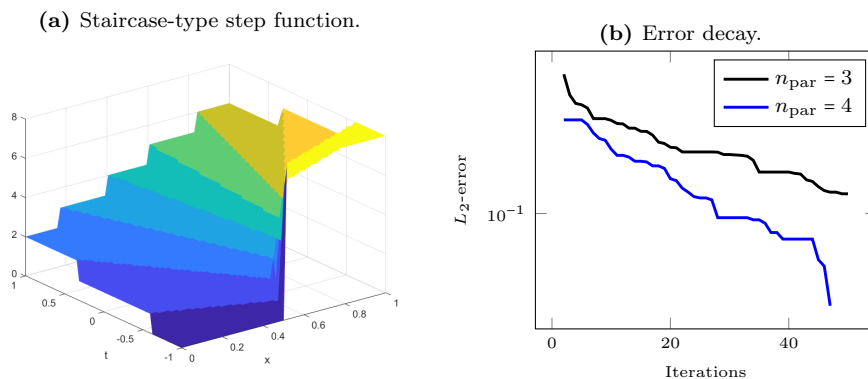 (a) Staircase-type step function.
8
6
4
2
0
1
0.5
0
-0.5
-1
t
0
0.2
0.4
0.6
0.8
1
x
(b) Error decay.
n_par = 3
n_par = 4
L_2-error
10^{-1}
0
20
40
Iterations